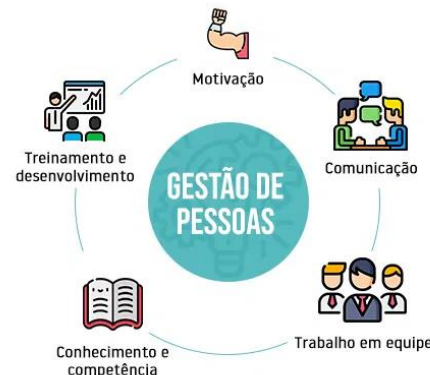 Motivação
Comunicação
Trabalho em equipe
Conhecimento e
competência
Treinamento e
desenvolvimento
GESTÃO DE
PESSOAS